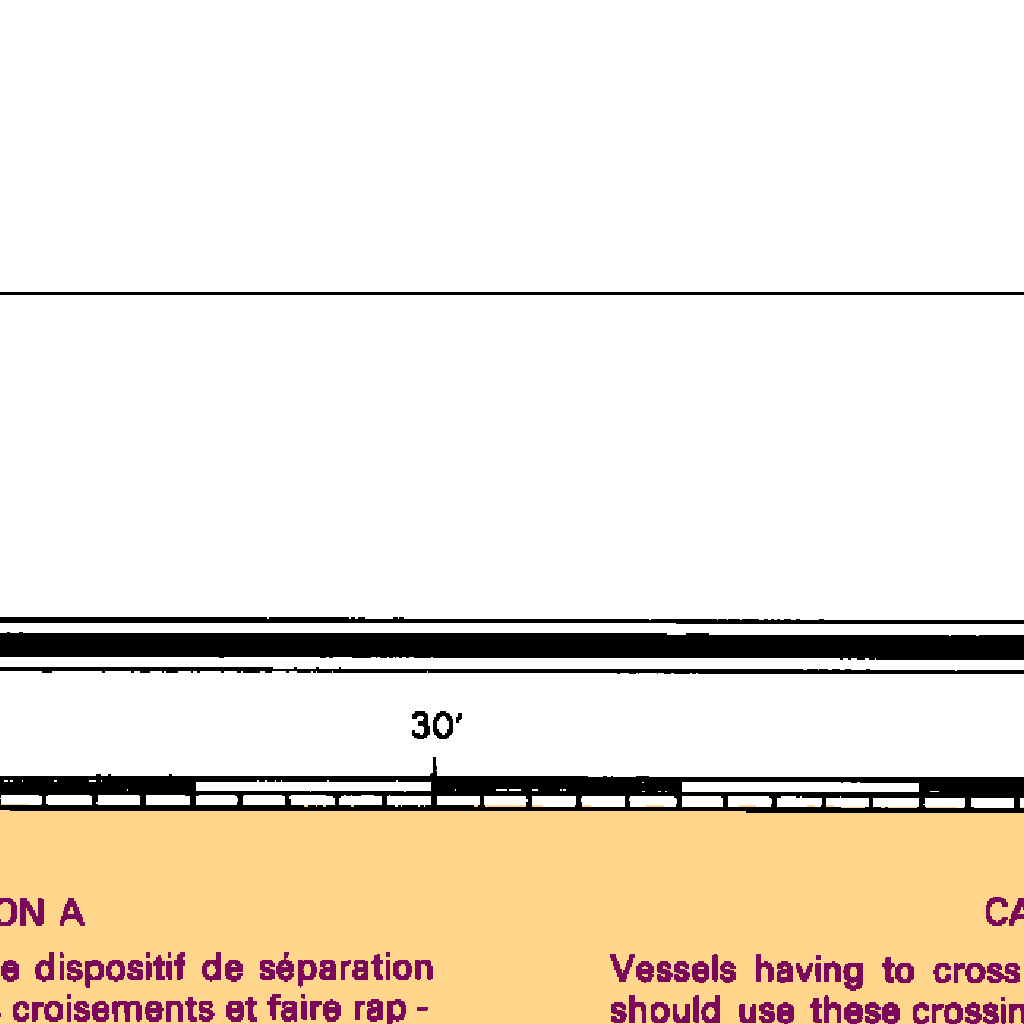 30′
ON A
CA
e dispositif de séparation
croisements et faire rap -
Vessels having to cross
should use these crossin